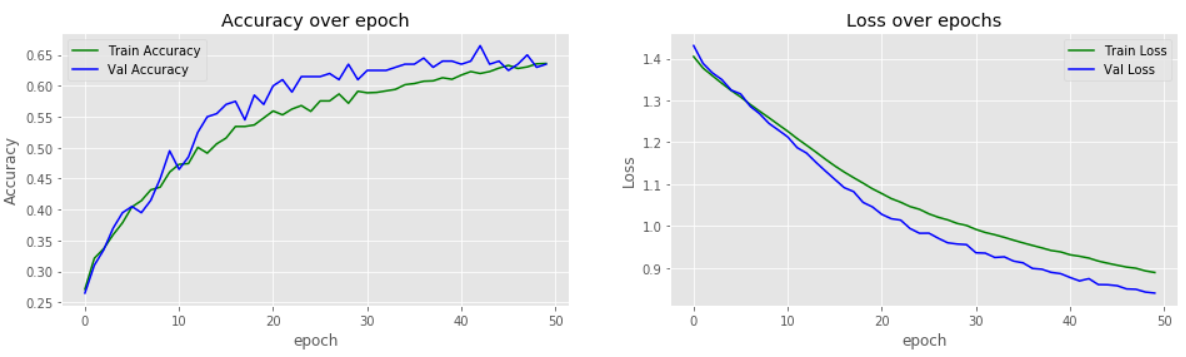 Accuracy over epoch
Train Accuracy
Val Accuracy
Accuracy
0.65
0.60
0.55
0.50
0.45
0.40
0.35
0.30
0.25
0
10
20
30
40
50
epoch
Loss over epochs
Train Loss
Val Loss
Loss
1.4
1.3
1.2
1.1
1.0
0.9
0
10
20
30
40
50
epoch